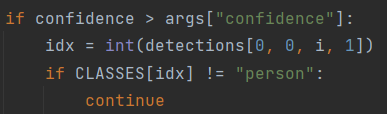 if confidence > args["confidence"]:
    idx = int(detections[0, 0, i, 1])
    if CLASSES[idx] != "person":
        continue